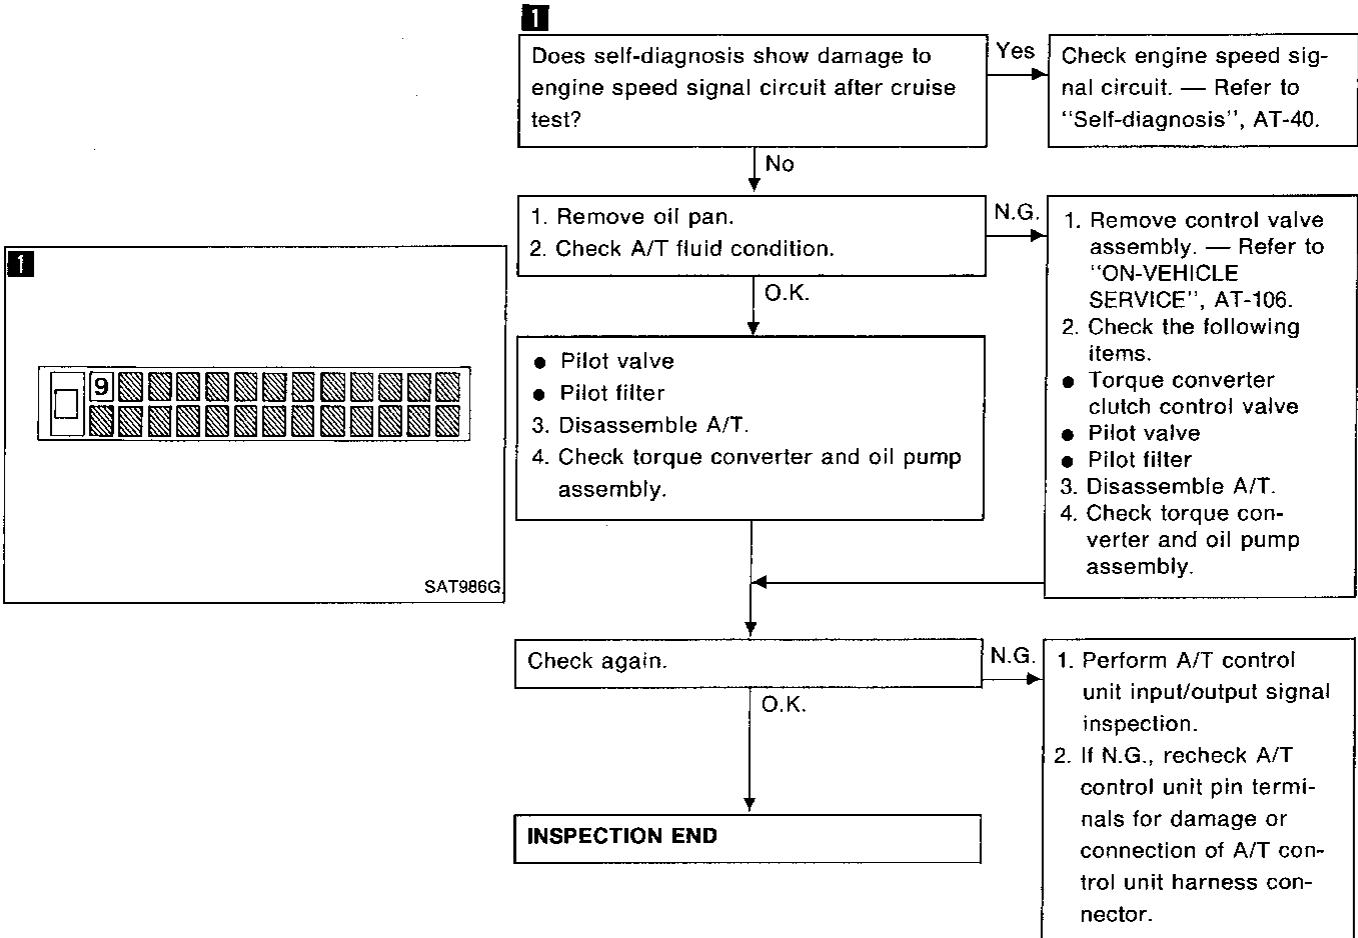 1
Does self-diagnosis show damage to
engine speed signal circuit after cruise
test?
Yes
Check engine speed sig-
nal circuit. — Refer to
"Self-diagnosis", AT-40.
No
1. Remove oil pan.
2. Check A/T fluid condition.
N.G.
1. Remove control valve
assembly. — Refer to
"ON-VEHICLE
SERVICE", AT-106.
2. Check the following
items.
● Torque converter
clutch control valve
● Pilot valve
● Pilot filter
3. Disassemble A/T.
4. Check torque con-
verter and oil pump
assembly.
O.K.
● Pilot valve
● Pilot filter
3. Disassemble A/T.
4. Check torque converter and oil pump
assembly.
1
9
SAT986G
Check again.
N.G.
1. Perform A/T control
unit input/output signal
inspection.
2. If N.G., recheck A/T
control unit pin termi-
nals for damage or
connection of A/T con-
trol unit harness con-
nector.
O.K.
INSPECTION END